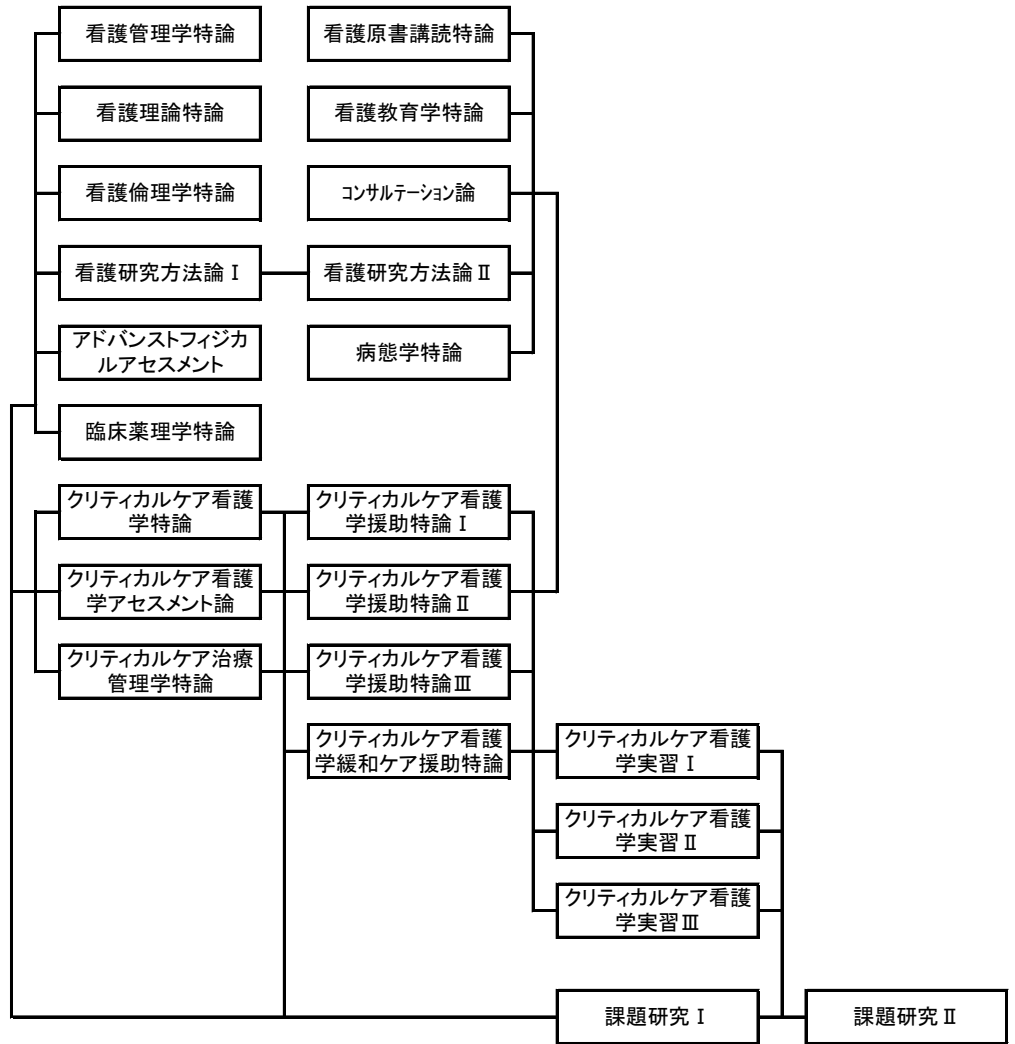 看護管理学特論
看護原書講読特論
看護理論特論
看護教育学特論
看護倫理学特論
コンサルテーション論
看護研究方法論Ⅰ
看護研究方法論Ⅱ
アドバンストフィジカ
ルアセスメント
病態学特論
臨床薬理学特論
クリティカルケア看護
学特論
クリティカルケア看護
学援助特論Ⅰ
クリティカルケア看護
学アセスメント論
クリティカルケア看護
学援助特論Ⅱ
クリティカルケア治療
管理学特論
クリティカルケア看護
学援助特論Ⅲ
クリティカルケア看護
学緩和ケア援助特論
クリティカルケア看護
学実習Ⅰ
クリティカルケア看護
学実習Ⅱ
クリティカルケア看護
学実習Ⅲ
課題研究Ⅰ
課題研究Ⅱ